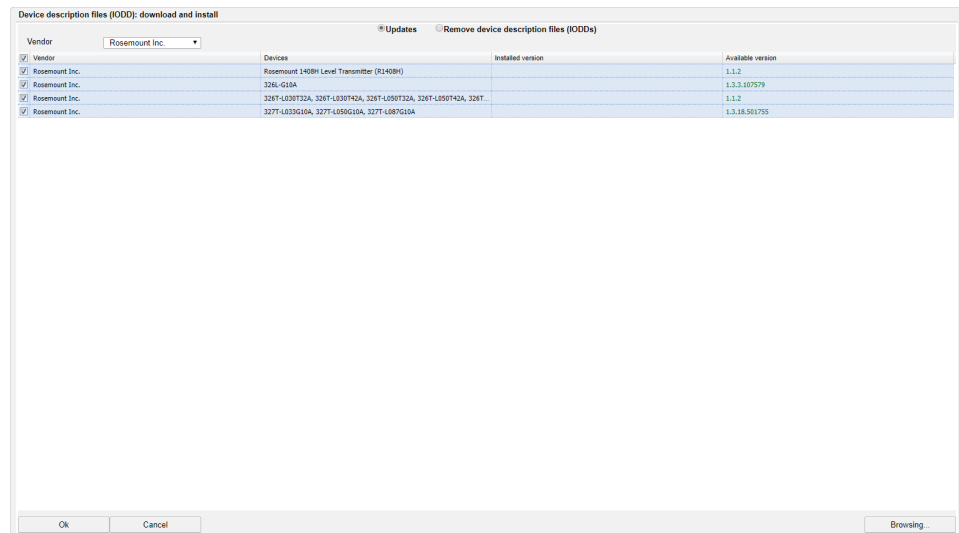 Device description files (IODD): download and install
Updates Remove device description files (IODDs)
Vendor Rosemount Inc.
Vendor Devices Installed version Available version
Rosemount Inc. Rosemount 1408H Level Transmitter (R1408H) 1.1.2
Rosemount Inc. 326L-G10A 1.3.3.107579
Rosemount Inc. 326T-L030T32A, 326T-L030T42A, 326T-L050T32A, 326T-L050T42A, 326T... 1.1.2
Rosemount Inc. 327T-L033G10A, 327T-L050G10A, 327T-L087G10A 1.3.18.501755
Ok Cancel Browsing...